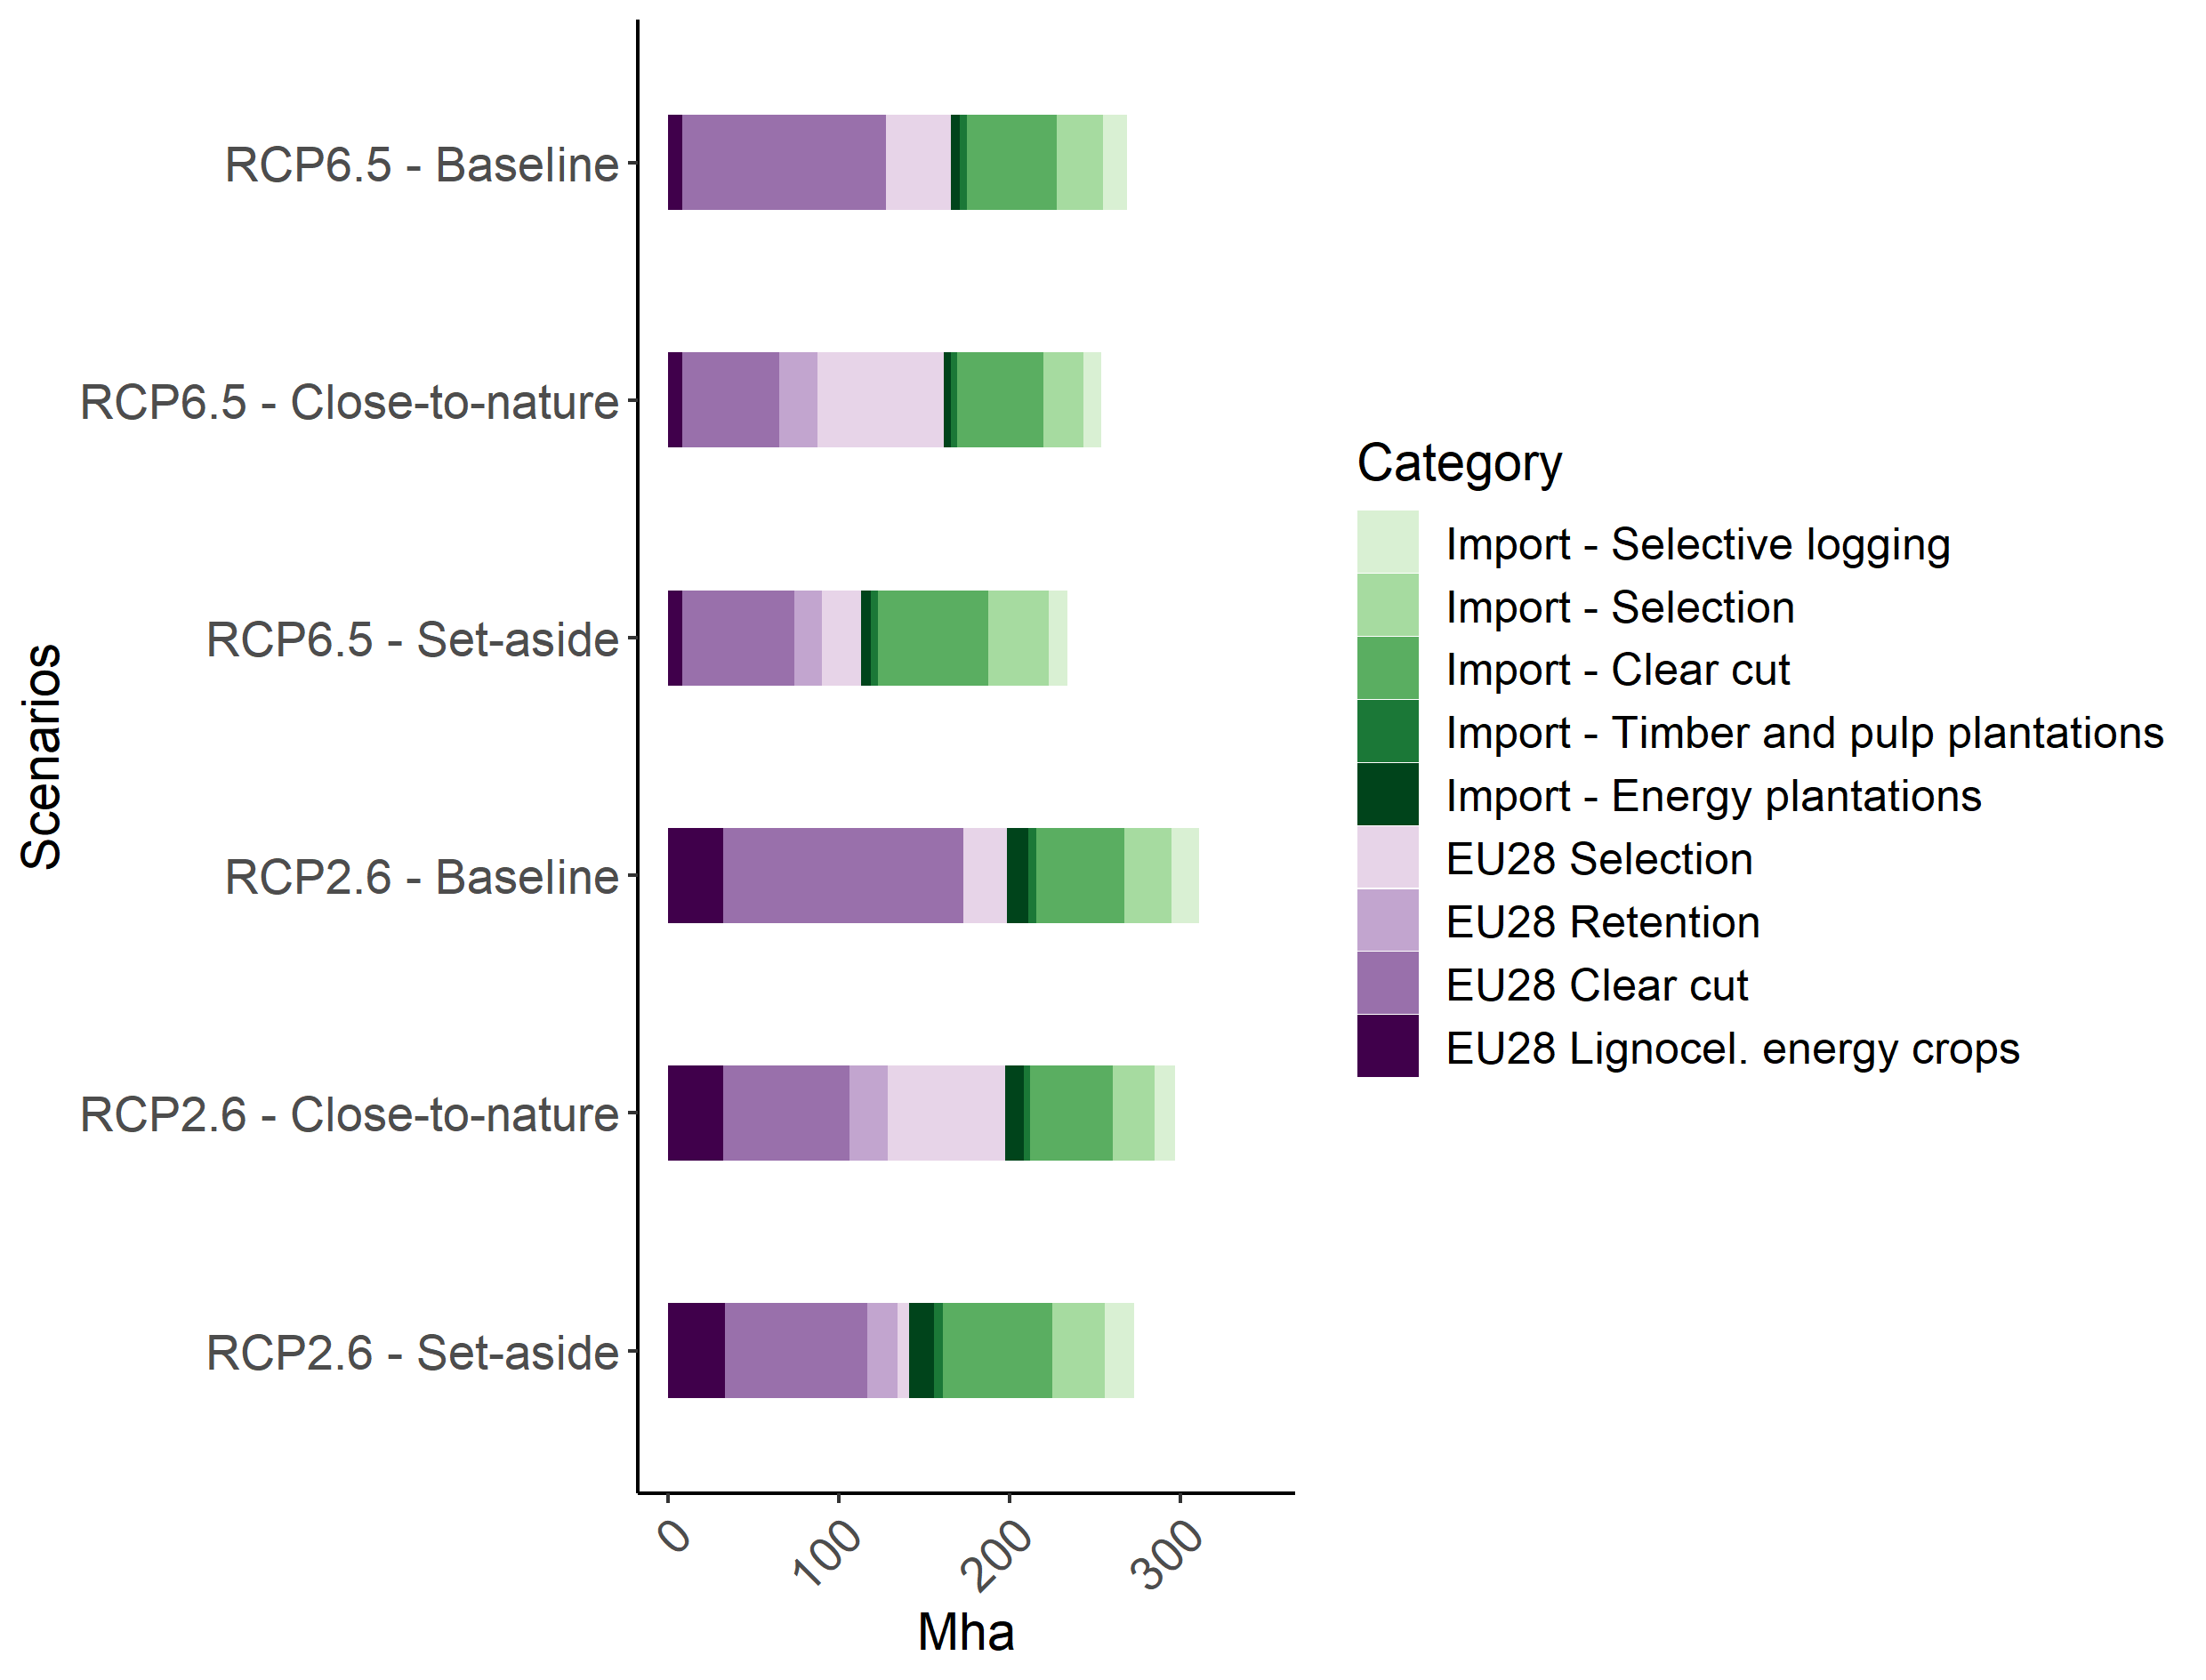 Scenarios
RCP6.5 - Baseline
RCP6.5 - Close-to-nature
RCP6.5 - Set-aside
RCP2.6 - Baseline
RCP2.6 - Close-to-nature
RCP2.6 - Set-aside
0
100
200
300
Mha
Category
Import - Selective logging
Import - Selection
Import - Clear cut
Import - Timber and pulp plantations
Import - Energy plantations
EU28 Selection
EU28 Retention
EU28 Clear cut
EU28 Lignocel. energy crops